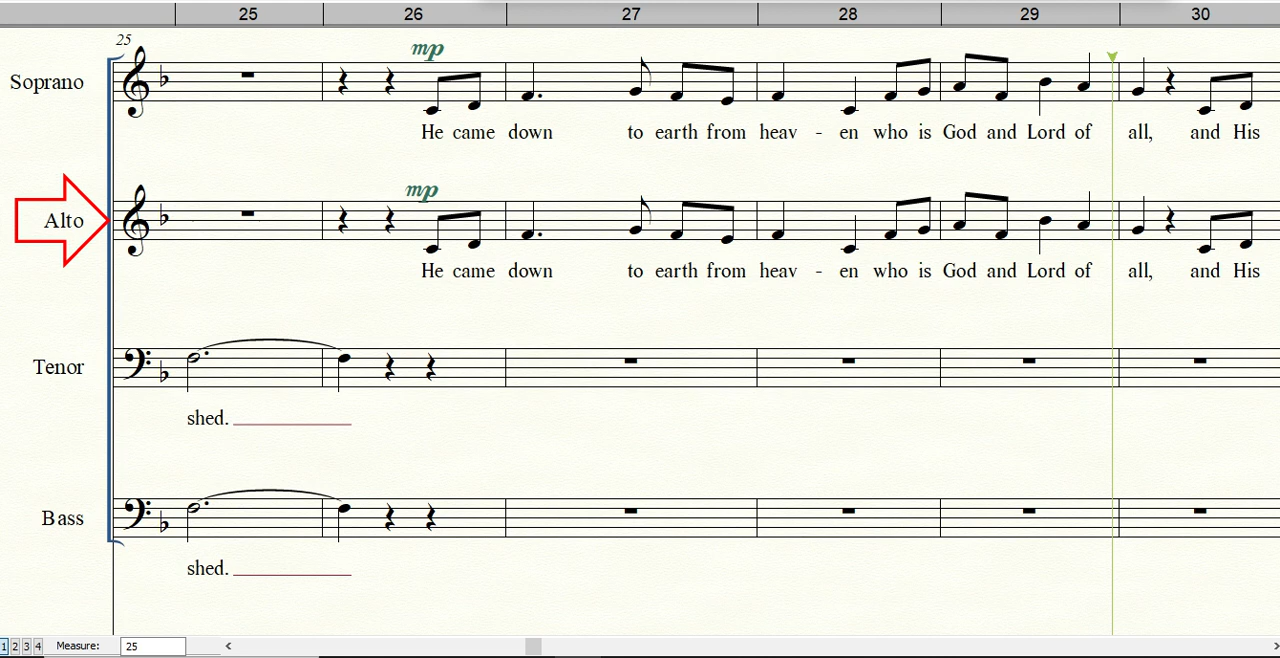 25 26 27 28 29 30
25
mp
Soprano
He came down to earth from heav - en who is God and Lord of all, and His
mp
Alto
He came down to earth from heav - en who is God and Lord of all, and His
Tenor
shed.
Bass
shed.
1 2 3 4 Measure: 25